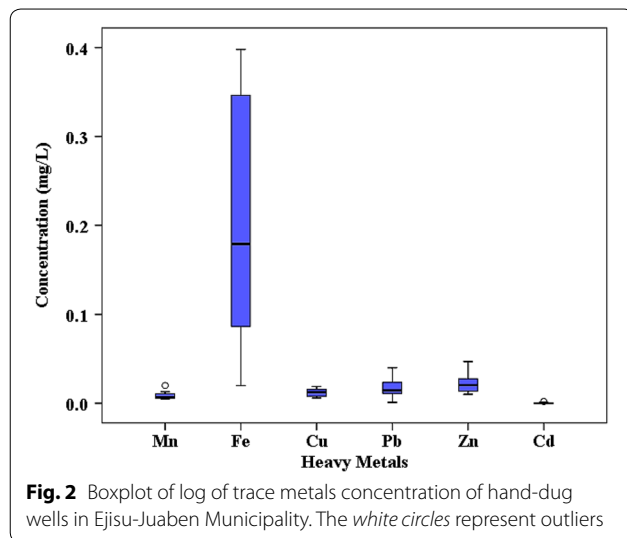 0.4
0.3
0.2
0.1
0.0
Concentration (mg/L)
Mn Fe Cu Pb Zn Cd
Heavy Metals
Fig. 2 Boxplot of log of trace metals concentration of hand-dug
wells in Ejisu-Juaben Municipality. The white circles represent outliers